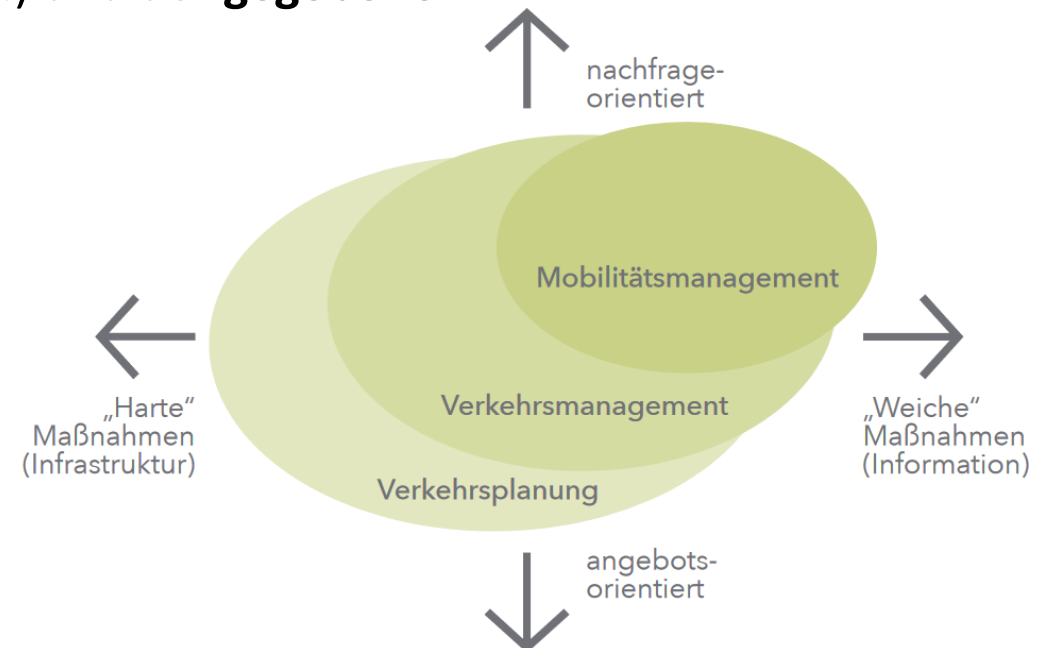 nachfrage-
orientiert
Mobilitätsmanagement
„Harte“
Maßnahmen
(Infrastruktur)
Verkehrsmanagement
„Weiche“
Maßnahmen
(Information)
Verkehrsplanung
angebots-
orientiert